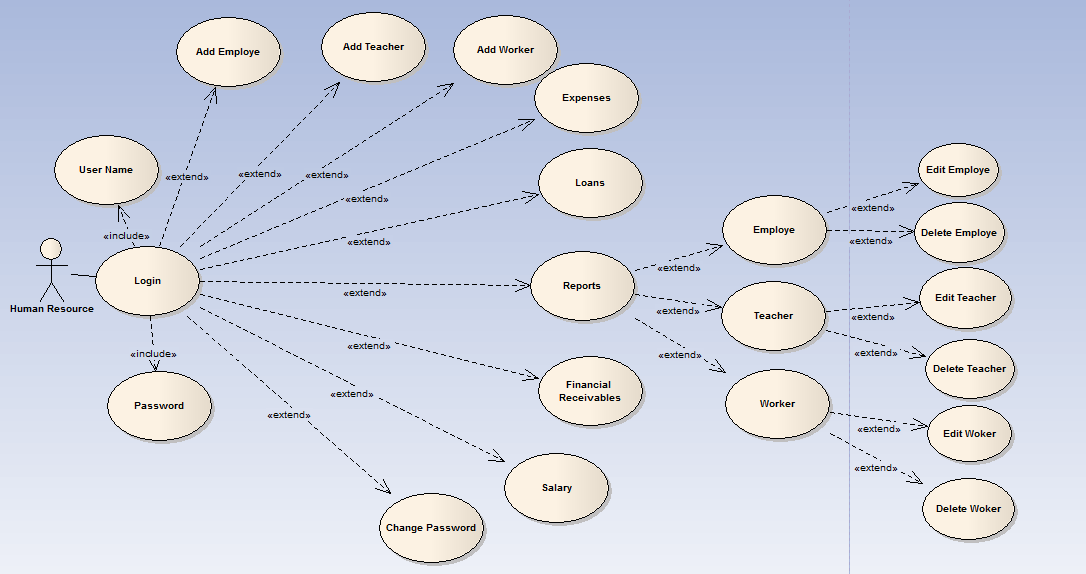 Add Employe
Add Teacher
Add Worker
Expenses
User Name
«extend»
«extend»
«extend»
«extend»
Loans
«include»
«extend»
Human Resource
Login
«extend»
Reports
«extend»
Employe
«extend»
Edit Employe
«extend»
Delete Employe
«extend»
Teacher
«extend»
Edit Teacher
«extend»
Delete Teacher
«extend»
Worker
«extend»
Edit Woker
«extend»
Delete Woker
«include»
Password
«extend»
Financial
Receivables
«extend»
Salary
«extend»
Change Password